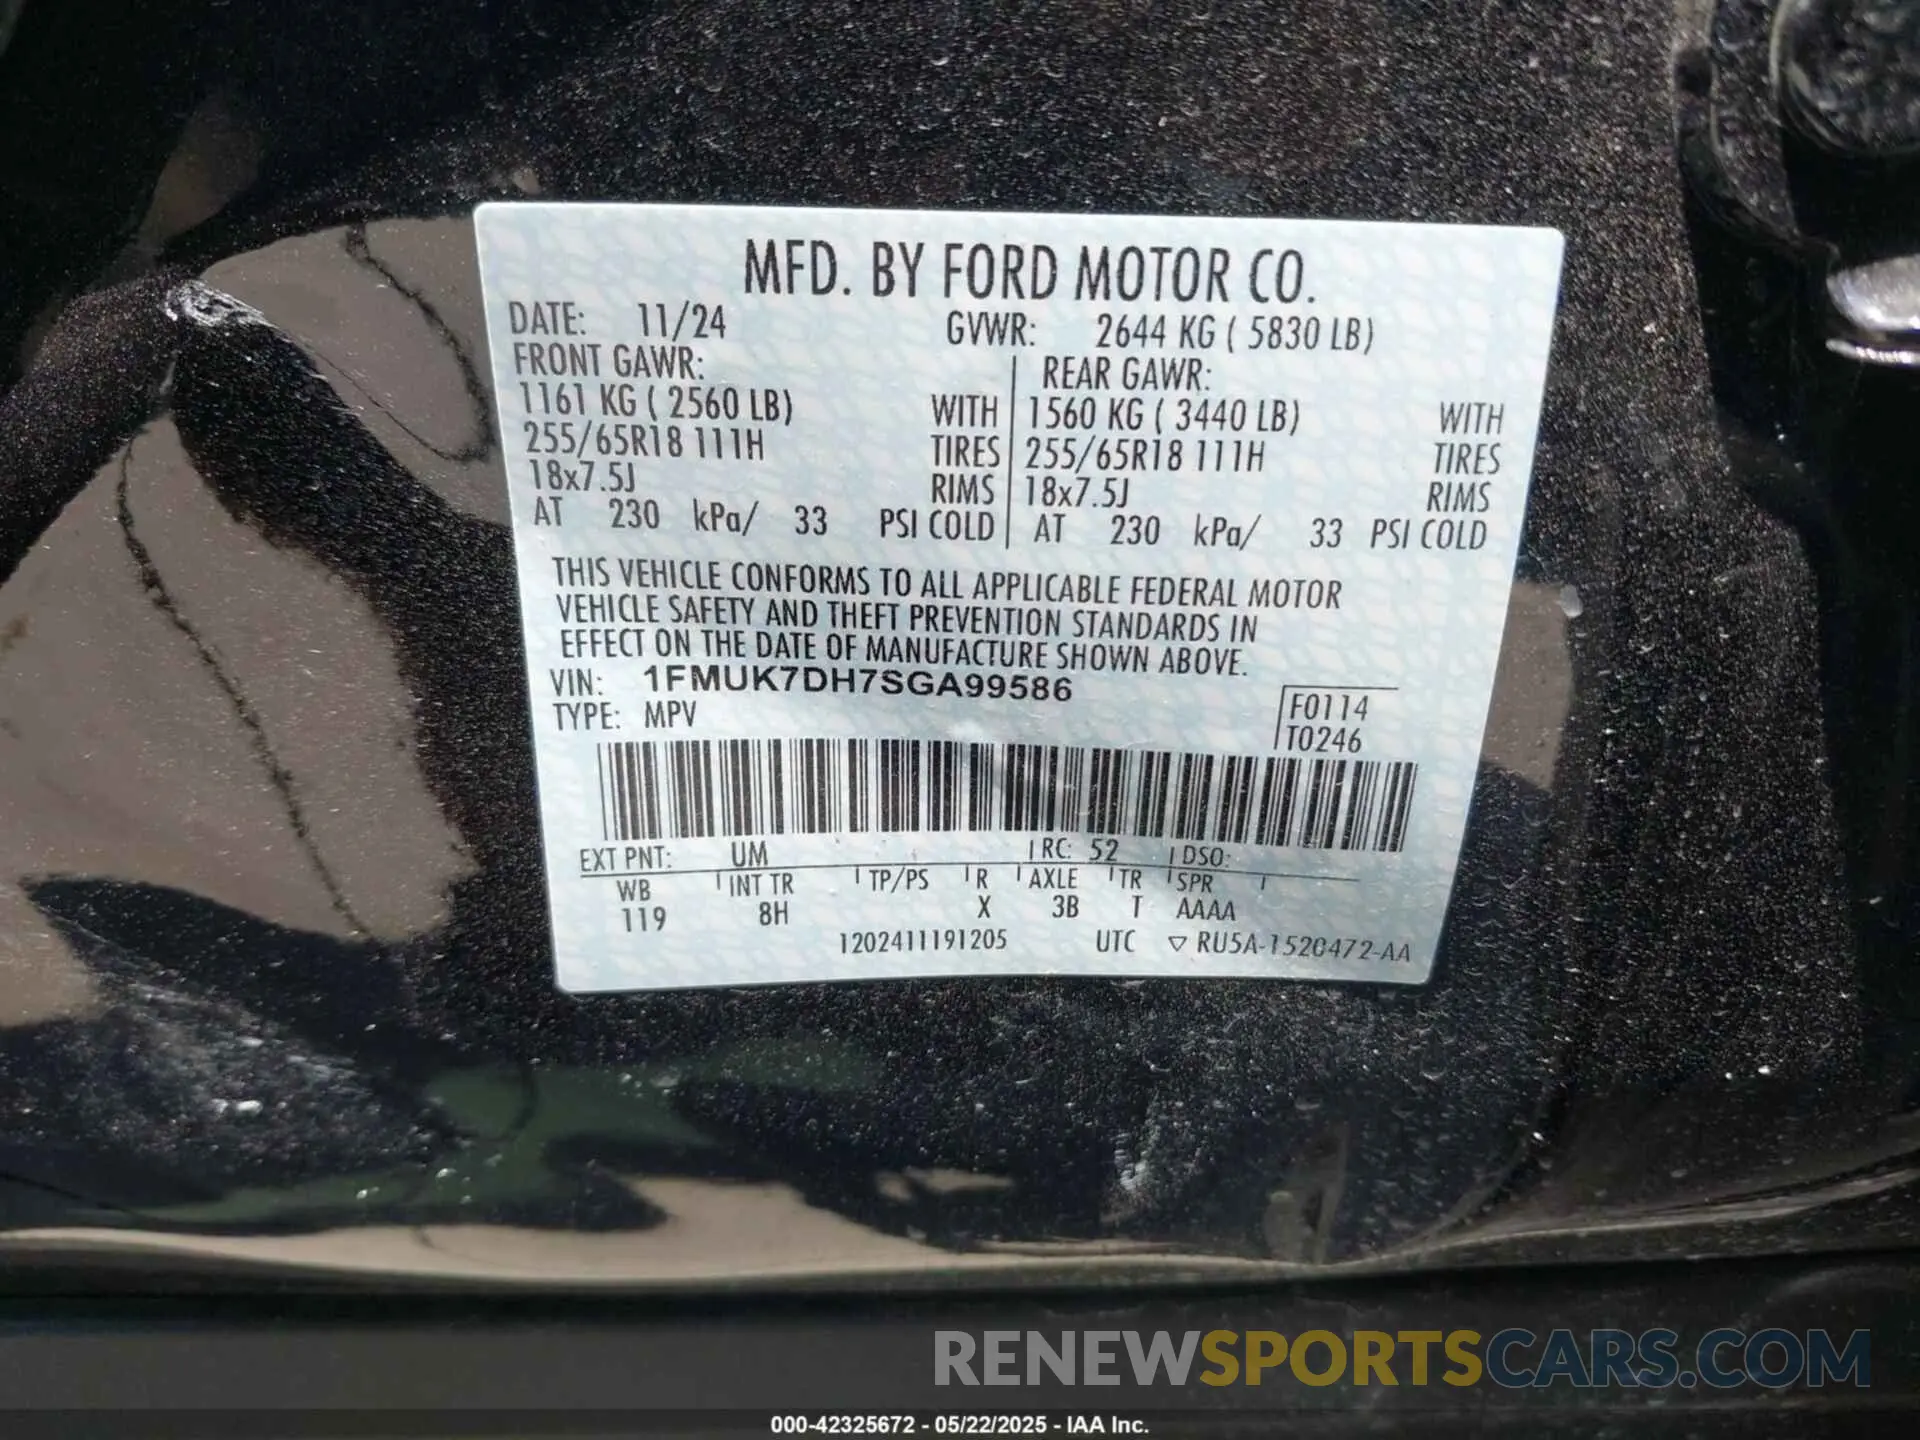 MFD. BY FORD MOTOR CO.
DATE: 11/24 GVWR: 2644 KG ( 5830 LB)
FRONT GAWR: REAR GAWR:
1161 KG ( 2560 LB) WITH 1560 KG ( 3440 LB) WITH
255/65R18 111H TIRES 255/65R18 111H TIRES
18x7.5J RIMS 18x7.5J RIMS
AT 230 kPa/ 33 PSI COLD AT 230 kPa/ 33 PSI COLD
THIS VEHICLE CONFORMS TO ALL APPLICABLE FEDERAL MOTOR
VEHICLE SAFETY AND THEFT PREVENTION STANDARDS IN
EFFECT ON THE DATE OF MANUFACTURE SHOWN ABOVE.
VIN: 1FMUK7DH7SGA99586
TYPE: MPV
F0114
T0246
EXT PNT: UM RC: 52 DSO:
WB INT TR TP/PS R AXLE TR SPR
119 8H X 3B T AAAA
1202411191205 UTC ▽ RU5A-1520472-AA
RENEWSPORTSCARS.COM
000-42325672 - 05/22/2025 - IAA Inc.